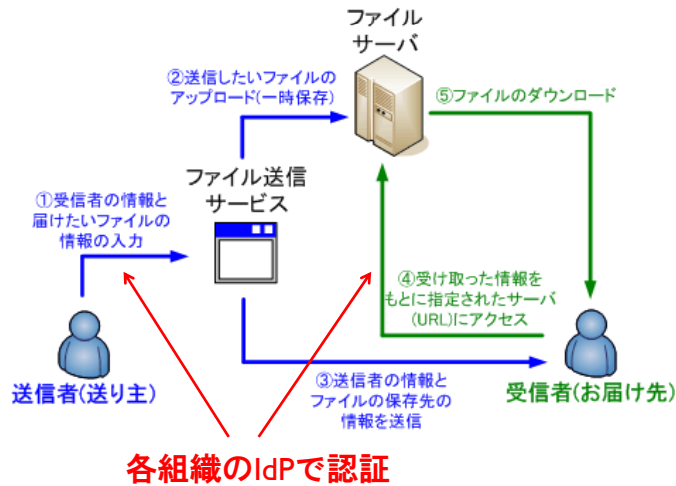 ファイル
サーバ
②送信したいファイルの
アップロード(一時保存)
⑤ファイルのダウンロード
ファイル送信
サービス
①受信者の情報と
届けたいファイルの
情報の入力
④受け取った情報を
もとに指定されたサーバ
(URL)にアクセス
送信者(送り主)
③送信者の情報と
ファイルの保存先の
情報を送信
受信者(お届け先)
各組織のIdPで認証